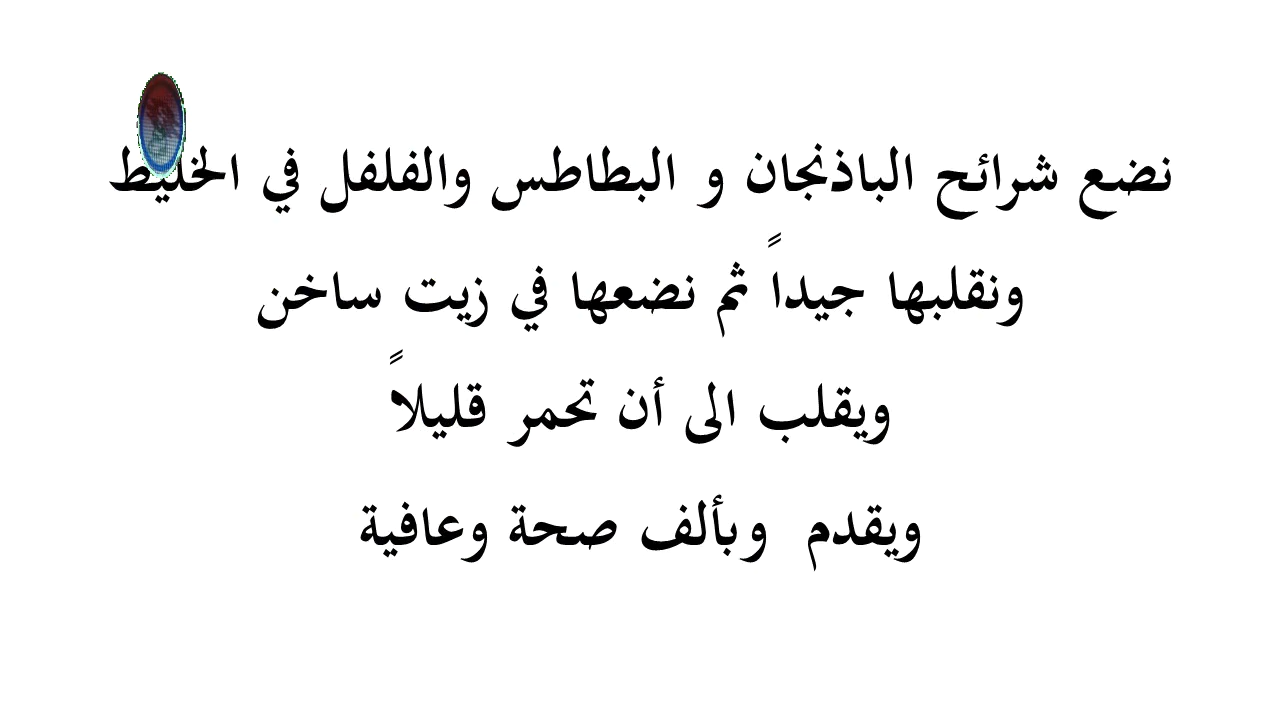 نضع شرائح الباذنجان و البطاطس والفلفل في الخليط
ونقلبها جيداً ثم نضعها في زيت ساخن
ويقلب الى أن تحمر قليلاً
ويقدم وبألف صحة وعافية